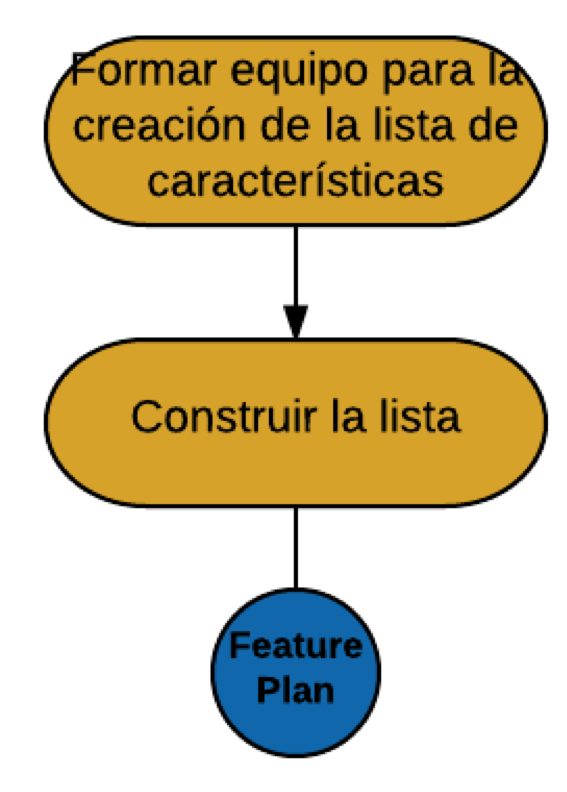 Formar equipo para la
creación de la lista de
características
Construir la lista
Feature
Plan